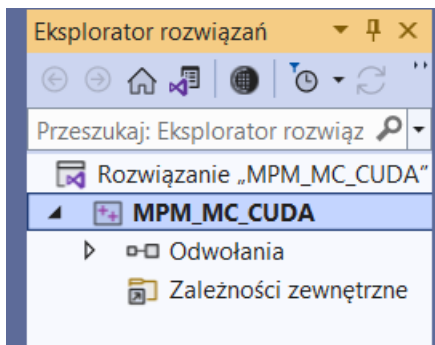 Eksplorator rozwiązań
Przeszukaj: Eksplorator rozwiąz
Rozwiązanie „MPM_MC_CUDA”
MPM_MC_CUDA
Odwołania
Zależności zewnętrzne